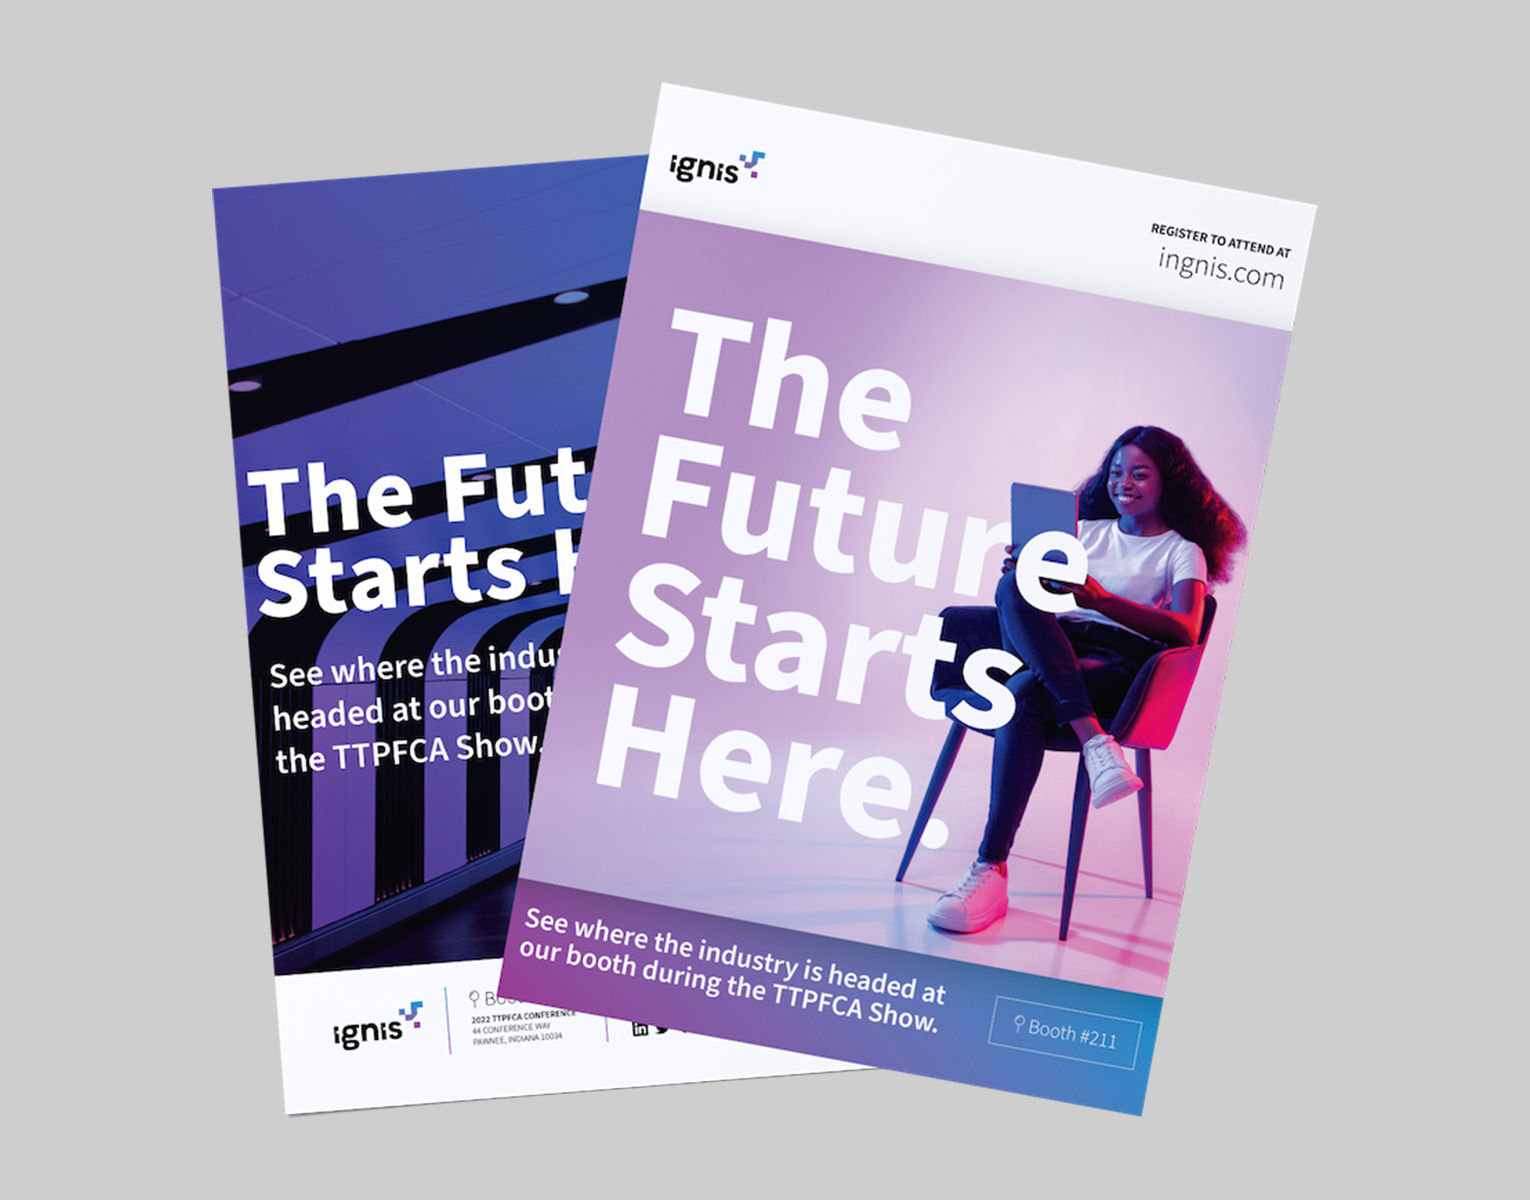 ignis
REGISTER TO ATTEND AT
ingnis.com
The
Future
Starts
Here.
See where the industry is headed at
our booth during the TTPFCA Show.
Booth #211
The Fut
Starts
See where the indus
headed at our boot
the TTPFCA Show.
ignis
2022 TTPFCA CONFERENCE
44 CONFERENCE WAY
PAWNEE, INDIANA 10034